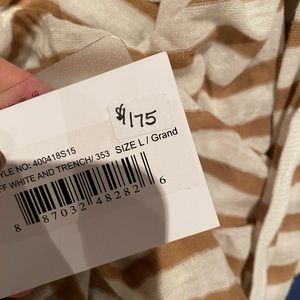 $175
YLE NO: 400418S15
FF WHITE AND TRENCH/ 353 SIZE L / Grand
8 87032 48282 6